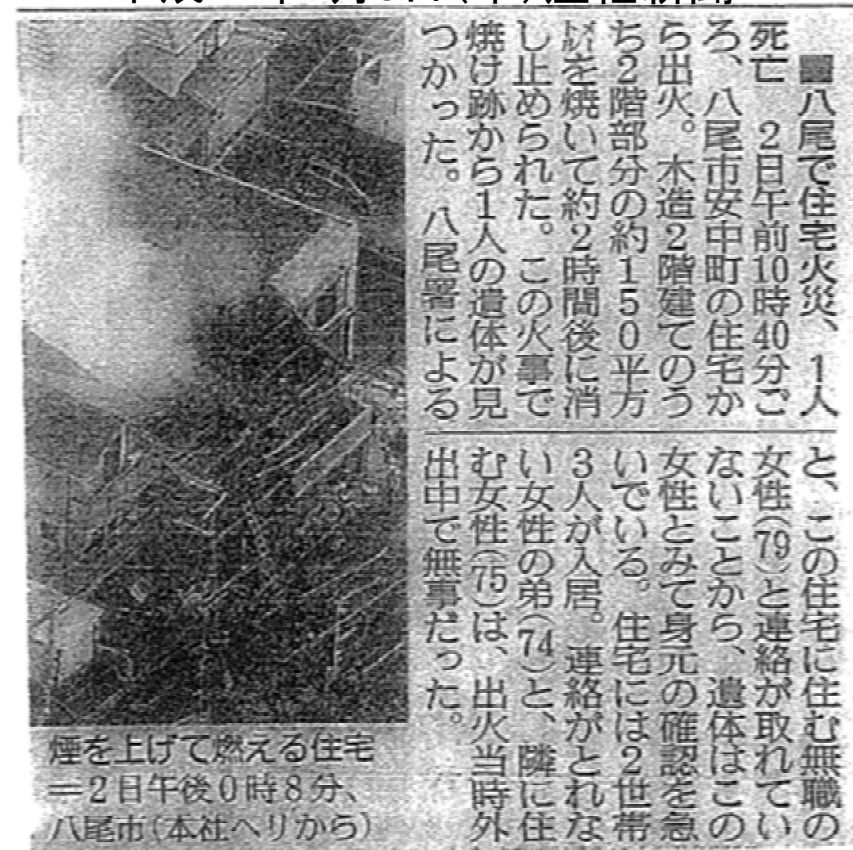 ■八尾で住宅火災、1人
死亡　2日午前10時40分ご
ろ、八尾市安中町の住宅か
ら出火。木造2階建てのう
ち2階部分の約150平方
㍍を焼いて約2時間後に消
し止められた。この火事で
焼け跡から1人の遺体が見
つかった。八尾署による
と、この住宅に住む無職の
女性(79)と連絡が取れてい
ないことから、遺体はこの
女性とみて身元の確認を急
いでいる。住宅には2世帯
3人が入居。連絡がとれな
い女性の弟(74)と、隣に住
む女性(75)は、出火当時外
出中で無事だった。
煙を上げて燃える住宅
＝2日午後0時8分、
八尾市(本社ヘリから)